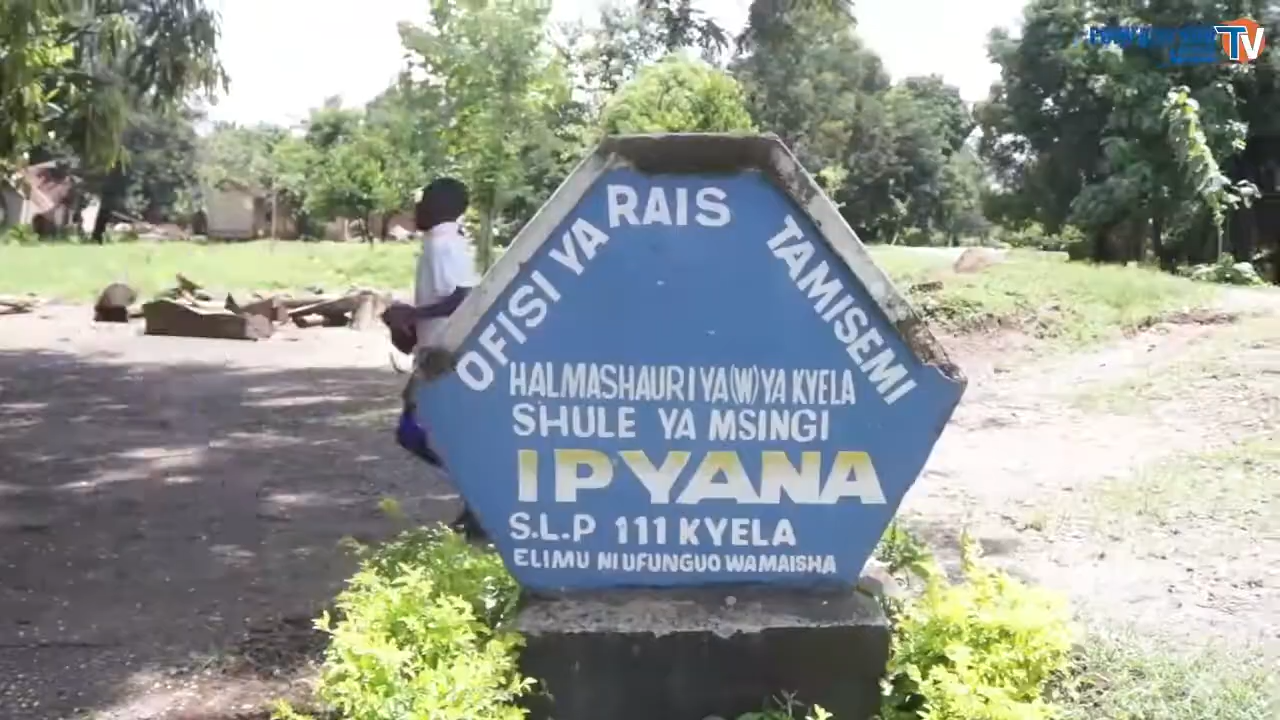 OFISI YA RAIS TAMISEMI
HALMASHAURI YA (W) YA KYELA
SHULE YA MSINGI
IPYANA
S.L.P 111 KYELA
ELIMU NI UFUNGUO WA MAISHA
TV